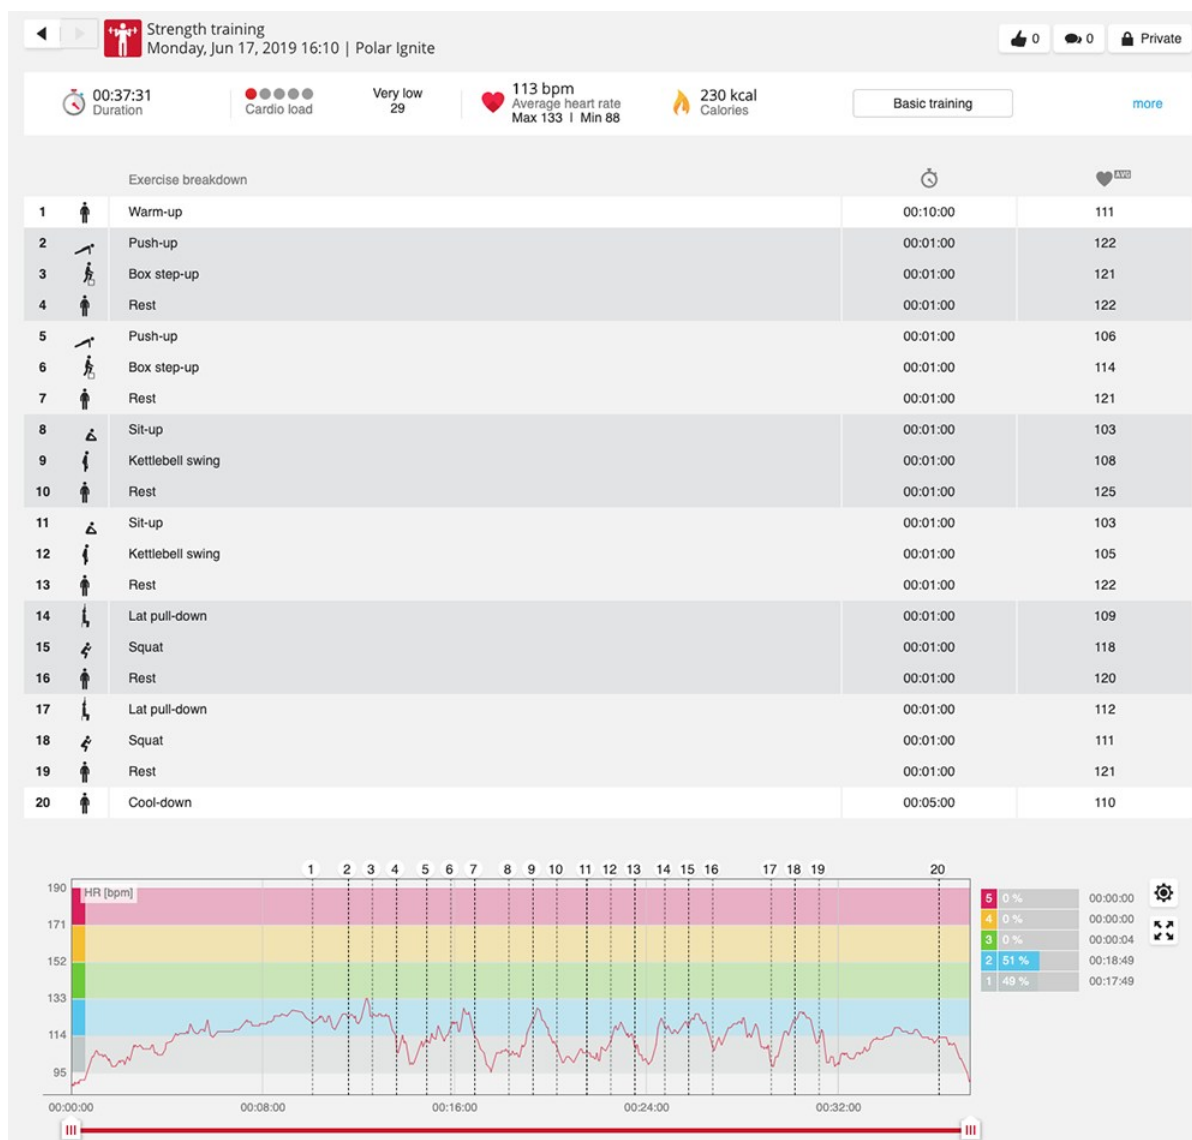 Strength training
Monday, Jun 17, 2019 16:10 | Polar Ignite
0
0
Private
00:37:31
Duration
Cardio load
Very low
29
113 bpm
Average heart rate
Max 133 | Min 88
230 kcal
Calories
Basic training
more
Exercise breakdown
AVG
1 Warm-up 00:10:00 111
2 Push-up 00:01:00 122
3 Box step-up 00:01:00 121
4 Rest 00:01:00 122
5 Push-up 00:01:00 106
6 Box step-up 00:01:00 114
7 Rest 00:01:00 121
8 Sit-up 00:01:00 103
9 Kettlebell swing 00:01:00 108
10 Rest 00:01:00 125
11 Sit-up 00:01:00 103
12 Kettlebell swing 00:01:00 105
13 Rest 00:01:00 122
14 Lat pull-down 00:01:00 109
15 Squat 00:01:00 118
16 Rest 00:01:00 120
17 Lat pull-down 00:01:00 112
18 Squat 00:01:00 111
19 Rest 00:01:00 121
20 Cool-down 00:05:00 110
1 2 3 4 5 6 7 8 9 10 11 12 13 14 15 16 17 18 19 20
HR [bpm]
190
171
152
133
114
95
00:00:00 00:08:00 00:16:00 00:24:00 00:32:00
5 0 % 00:00:00
4 0 % 00:00:00
3 0 % 00:00:04
2 51 % 00:18:49
1 49 % 00:17:49